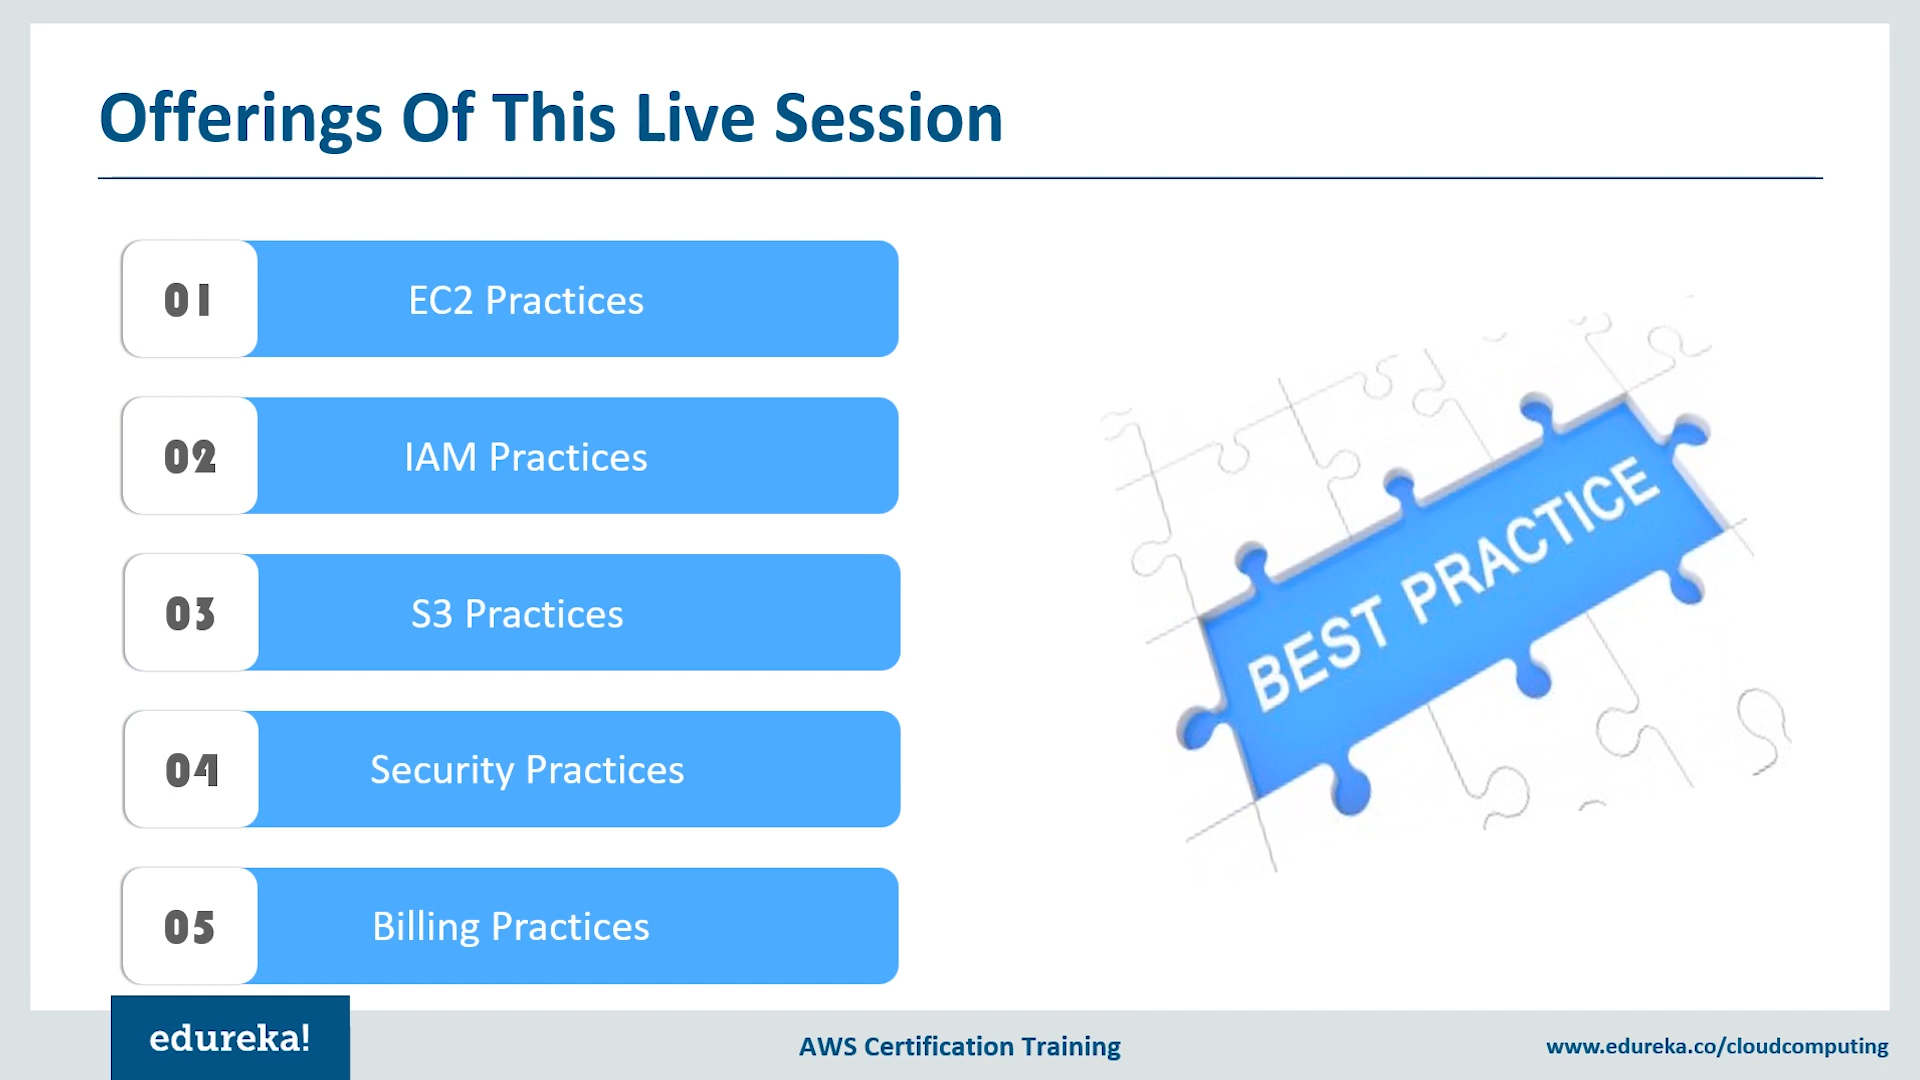 Offerings Of This Live Session
01
EC2 Practices
02
IAM Practices
03
S3 Practices
04
Security Practices
05
Billing Practices
BEST PRACTICE
edureka!
AWS Certification Training
www.edureka.co/cloudcomputing